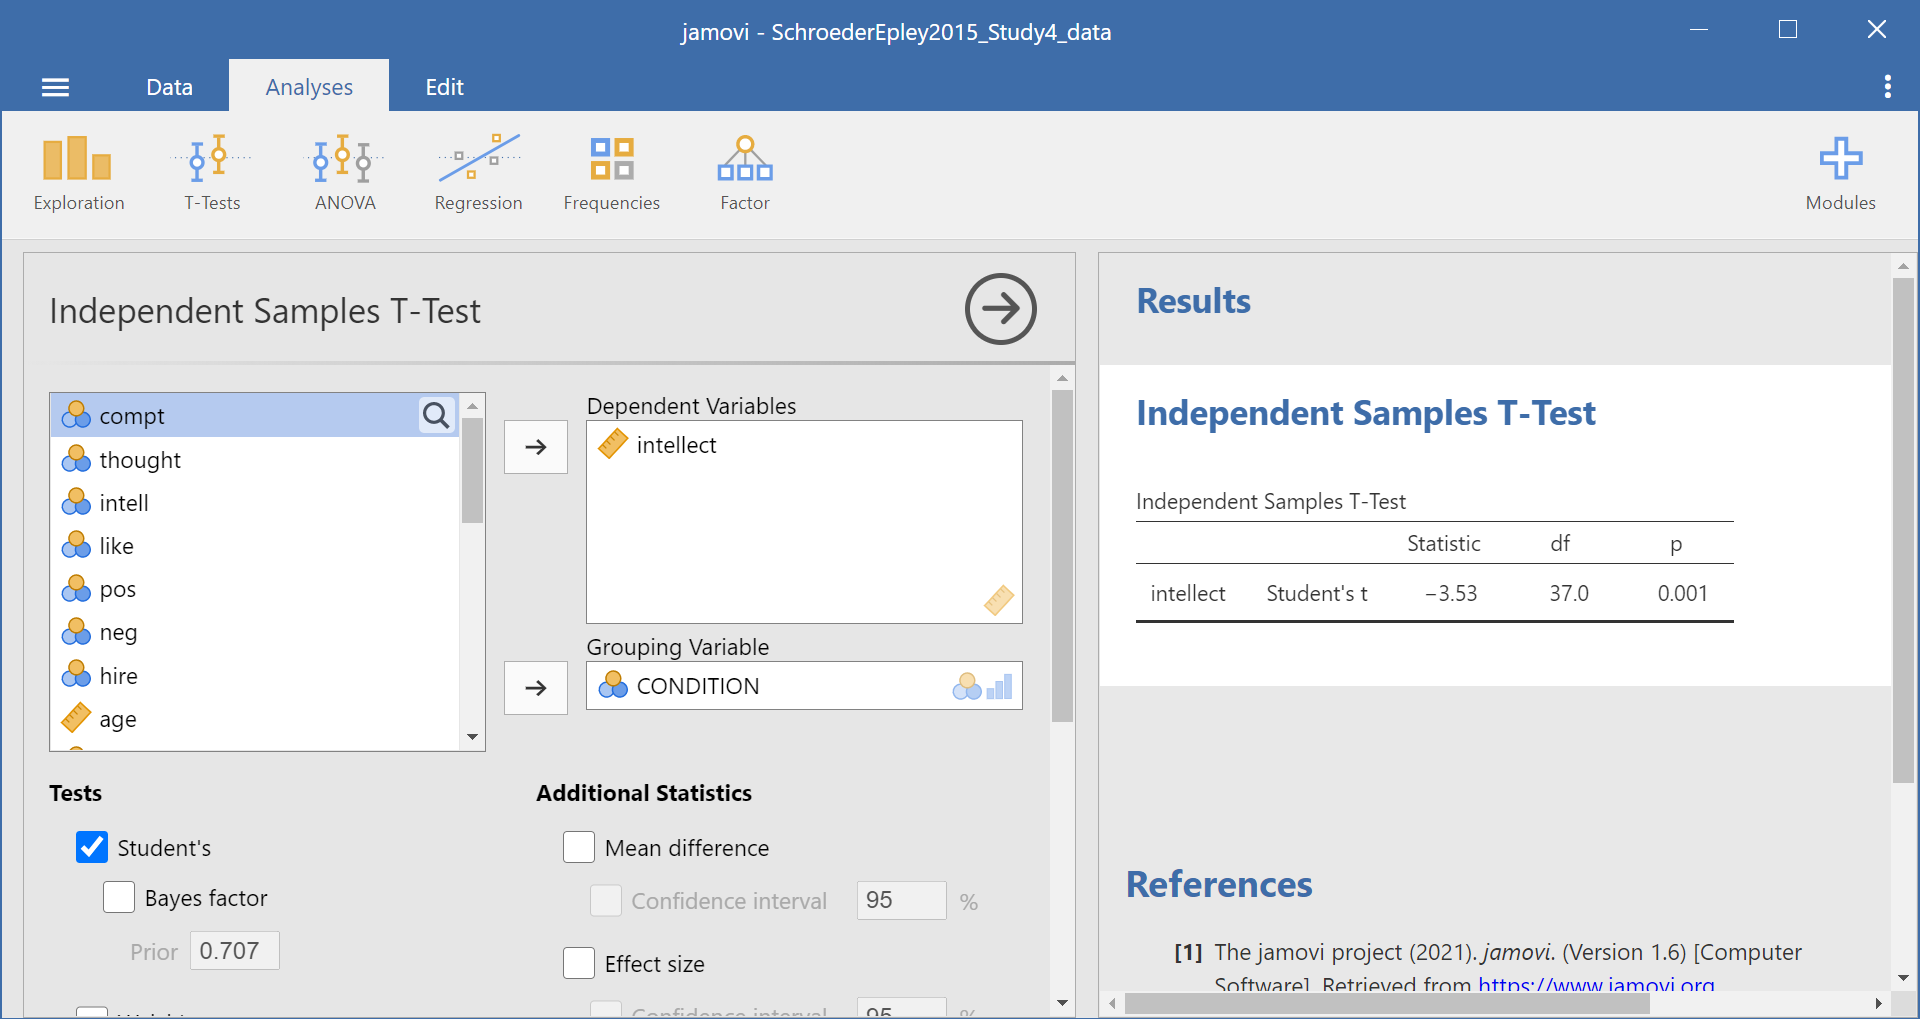 jamovi - SchroederEpley2015_Study4_data
Data Analyses Edit
Exploration T-Tests ANOVA Regression Frequencies Factor Modules
Independent Samples T-Test
compt
thought
intell
like
pos
neg
hire
age
Dependent Variables
intellect
Grouping Variable
CONDITION
Tests
Student's
Bayes factor
Prior 0.707
Additional Statistics
Mean difference
Confidence interval 95 %
Effect size
Confidence interval 95 %
Results
Independent Samples T-Test
Independent Samples T-Test
Statistic df p
intellect Student's t −3.53 37.0 0.001
References
[1] The jamovi project (2021). jamovi. (Version 1.6) [Computer
Software]. Retrieved from https://www.jamovi.org